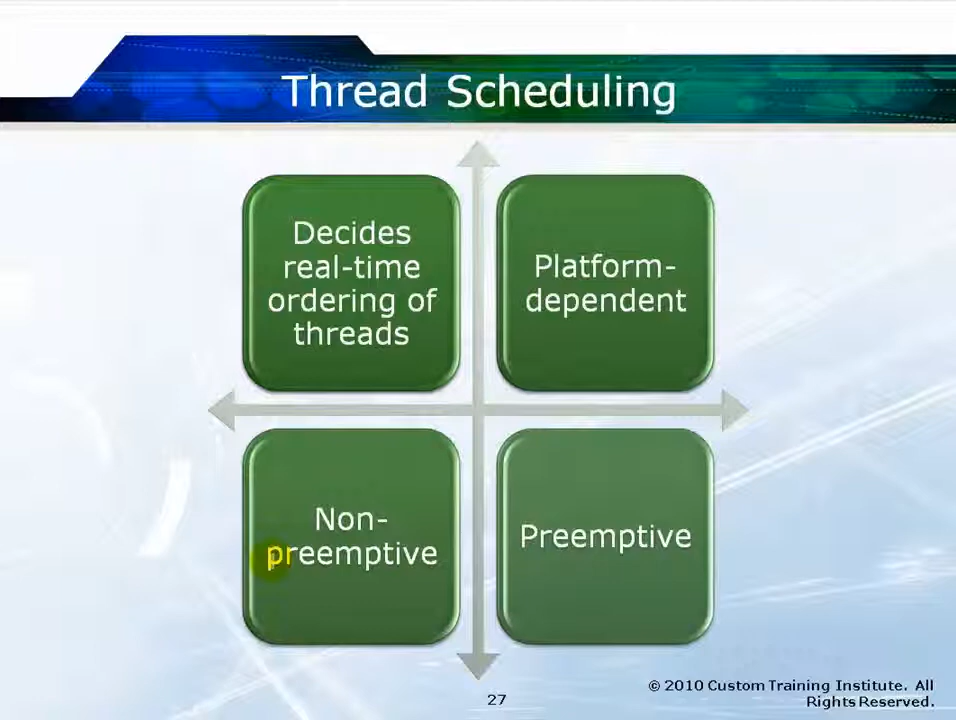 Thread Scheduling
Decides
real-time
ordering of
threads
Platform-
dependent
Non-
preemptive
Preemptive
27
© 2010 Custom Training Institute. All
Rights Reserved.